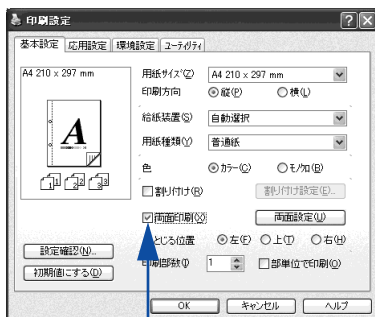 印刷設定
基本設定 応用設定 環境設定 ユーティリティ
A4 210 x 297 mm
用紙サイズ(Z) A4 210 x 297 mm
印刷方向 縦(P) 横(L)
給紙装置(S) 自動選択
用紙種類(Y) 普通紙
色 カラー(C) モノクロ(B)
割り付け(R) 割り付け設定(E)...
両面印刷(X) 両面設定(U)
とじる位置 左(F) 上(T) 右(H)
印刷部数(I) 1 部単位で印刷(O)
設定確認(N)...
初期値にする(D)
A
1 1 2 2 3 3
OK キャンセル ヘルプ